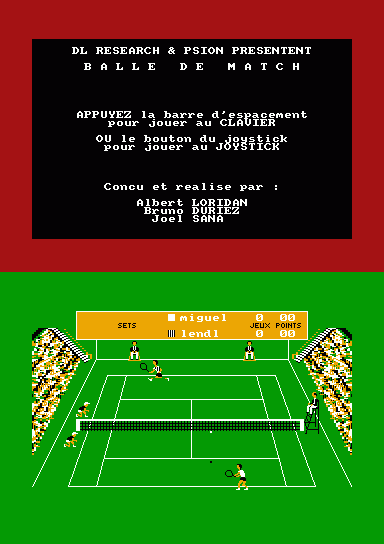 DL RESEARCH & PSION PRESENTENT
B A L L E  D E  M A T C H
APPUYEZ la barre d'espacement
pour jouer au CLAVIER
OU le bouton du joystick
pour jouer au JOYSTICK
Concu et realise par :
Albert LORIDAN
Bruno DURIEZ
Joel SANA
miguel 0 00
SETS JEUX POINTS
lendl 0 00